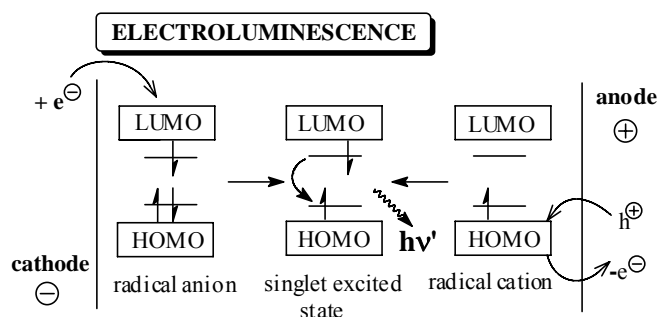 ELECTROLUMINESCENCE
+ e⊖
anode
⊕
LUMO
LUMO
LUMO
HOMO
HOMO
hν'
HOMO
h⊕
-e⊖
cathode
⊖
radical anion
singlet excited
state
radical cation